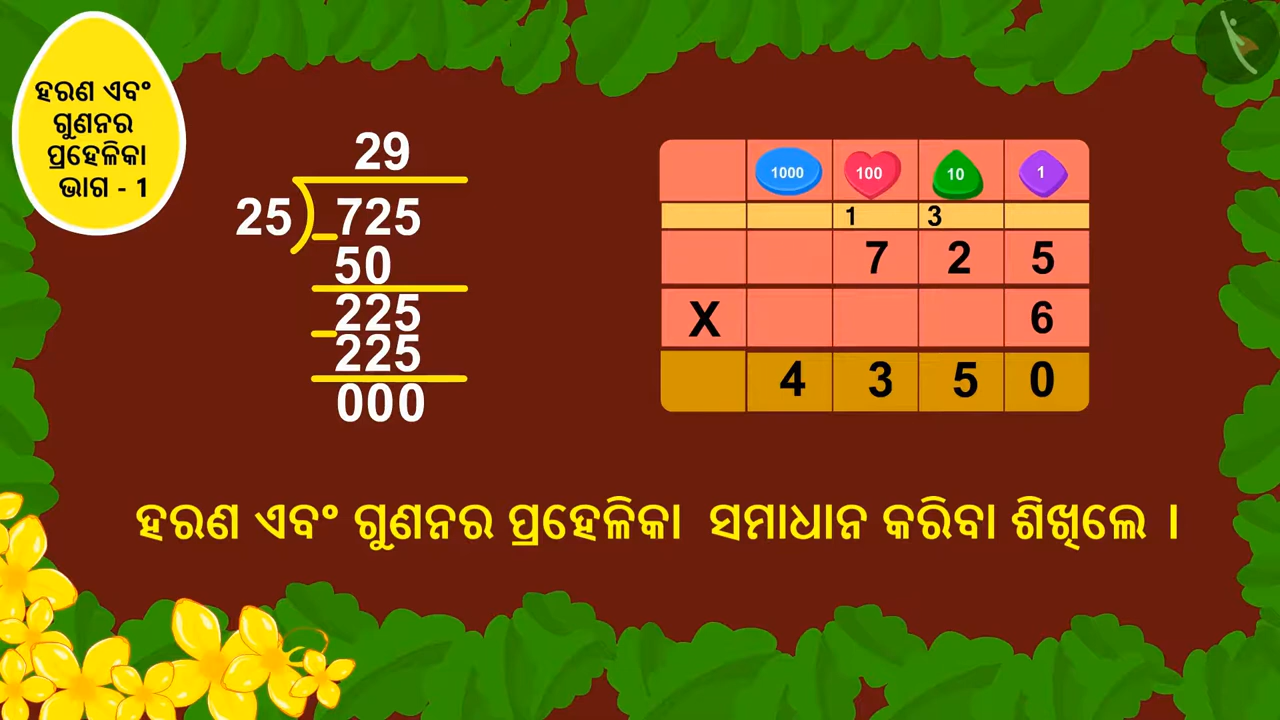 ହରଣ ଏବଂ
ଗୁଣନର
ପ୍ରହେଳିକା
ଭାଗ - 1
29
25 725
50
225
225
000
1000 100 10 1
1 3
7 2 5
X 6
4 3 5 0
ହରଣ ଏବଂ ଗୁଣନର ପ୍ରହେଳିକା ସମାଧାନ କରିବା ଶିଖିଲେ ।